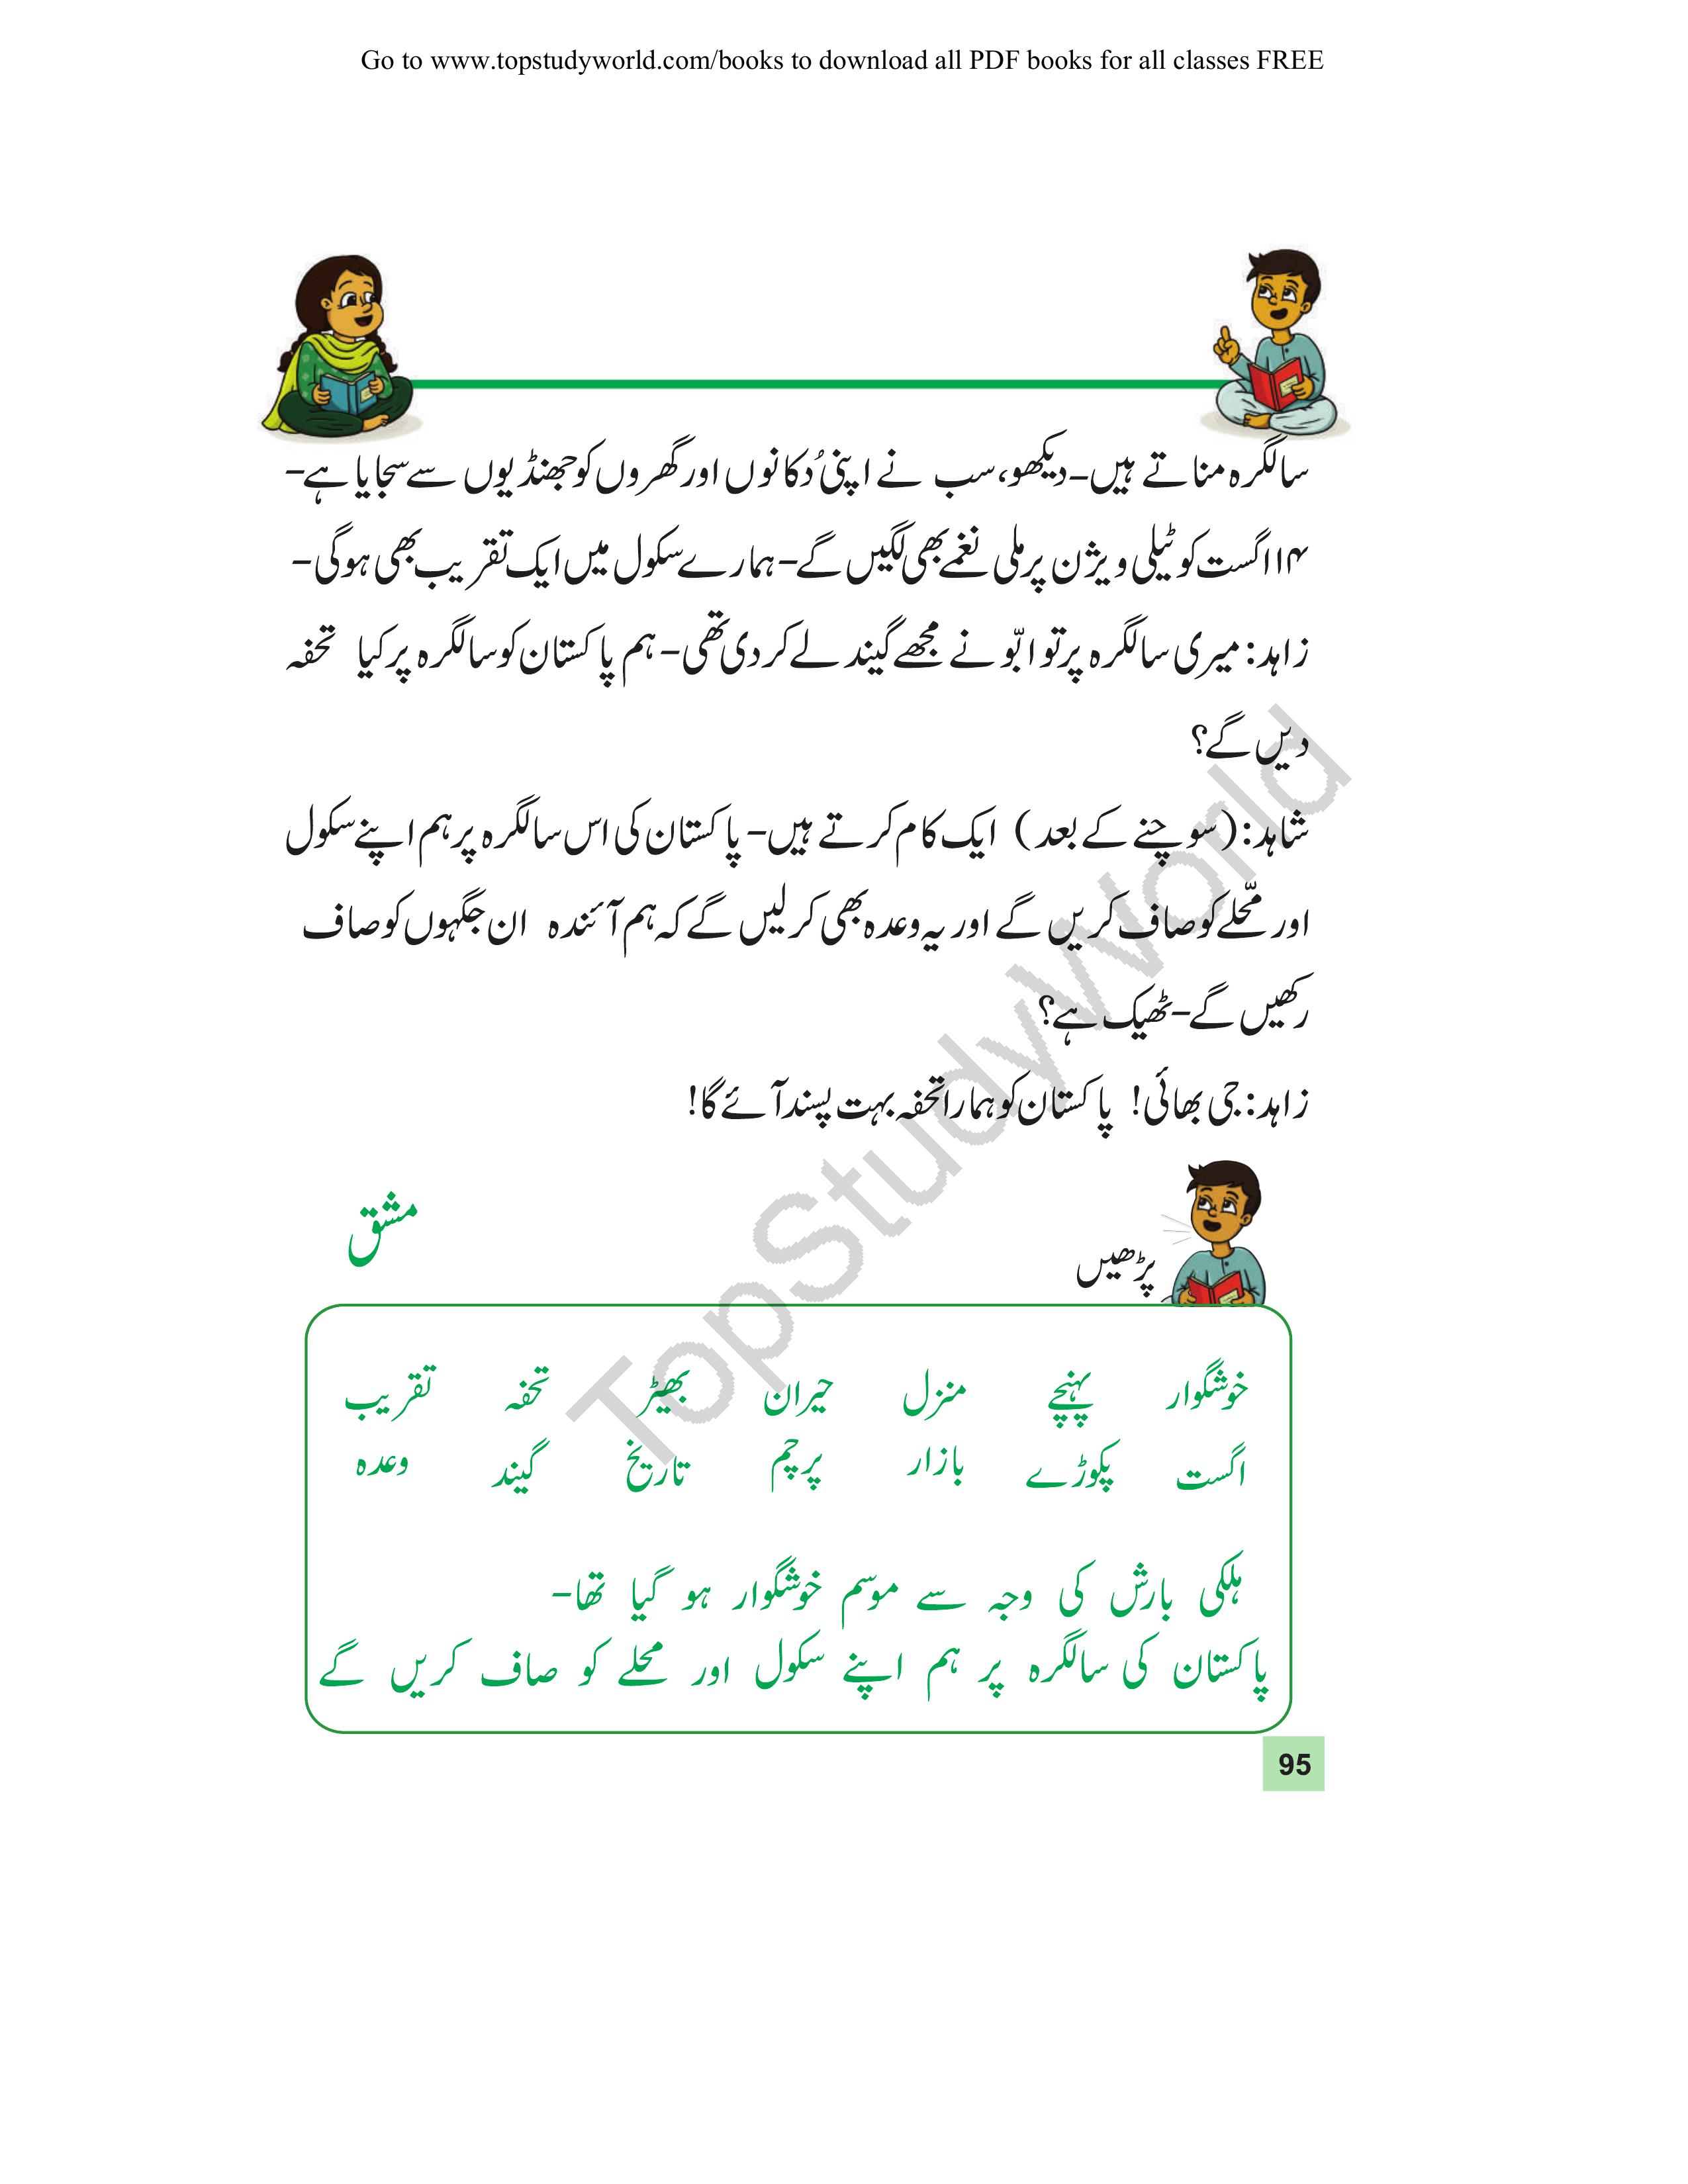 Go to www.topstudyworld.com/books to download all PDF books for all classes FREE
سالگرہ مناتے ہیں۔ دیکھو، سب نے اپنی دُکانوں اور گھروں کو جھنڈیوں سے سجایا ہے۔
۱۴ اگست کو ٹیلی ویژن پر ملی نغمے بھی لگیں گے۔ ہمارے سکول میں ایک تقریب بھی ہوگی۔
زاہد: میری سالگرہ پر تو ابّو نے مجھے گیند لے کر دی تھی۔ ہم پاکستان کو سالگرہ پر کیا تحفہ
دیں گے؟
شاہد: (سوچنے کے بعد) ایک کام کرتے ہیں۔ پاکستان کی اس سالگرہ پر ہم اپنے سکول
اور محّلے کو صاف کریں گے اور یہ وعدہ بھی کر لیں گے کہ ہم آئندہ ان جگہوں کو صاف
رکھیں گے۔ ٹھیک ہے؟
زاہد: جی بھائی! پاکستان کو ہمارا تحفہ بہت پسند آئے گا!
مشق
پڑھیں
خوشگوار پہنچے منزل حیران بھیڑ تحفہ تقریب
اگست پکوڑے بازار پرچم تاریخ گیند وعدہ
ہلکی بارش کی وجہ سے موسم خوشگوار ہو گیا تھا۔
پاکستان کی سالگرہ پر ہم اپنے سکول اور محلے کو صاف کریں گے
95
TopStudyWorld